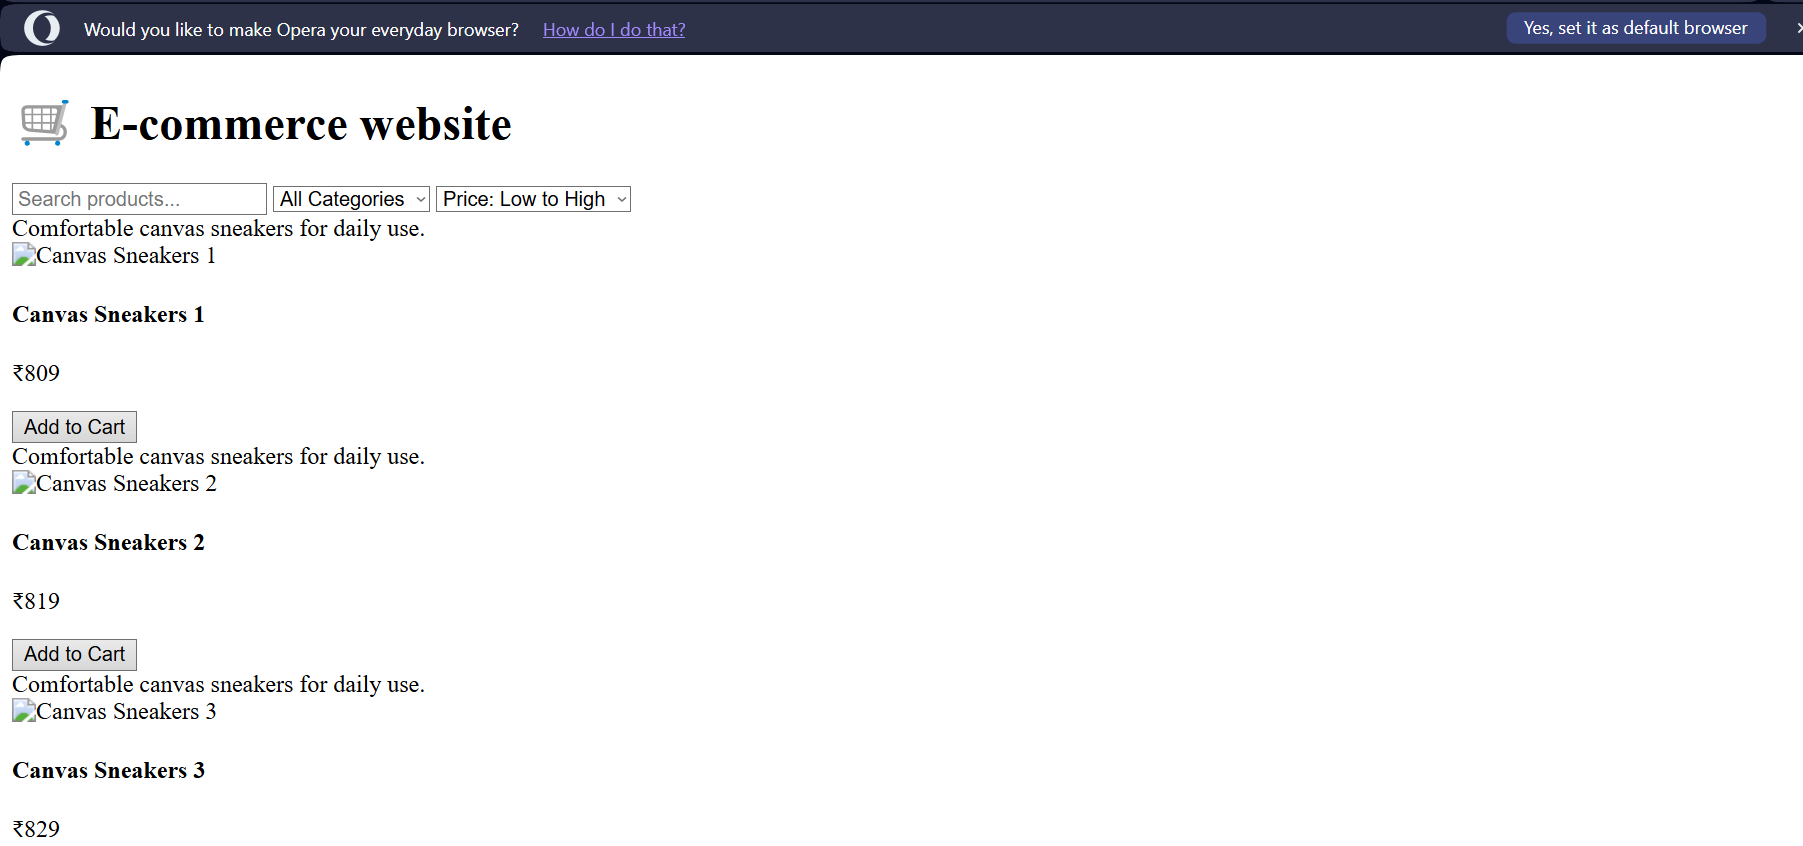 Would you like to make Opera your everyday browser? How do I do that? Yes, set it as default browser
E-commerce website
Search products... All Categories Price: Low to High
Comfortable canvas sneakers for daily use.
Canvas Sneakers 1
Canvas Sneakers 1
₹809
Add to Cart
Comfortable canvas sneakers for daily use.
Canvas Sneakers 2
Canvas Sneakers 2
₹819
Add to Cart
Comfortable canvas sneakers for daily use.
Canvas Sneakers 3
Canvas Sneakers 3
₹829